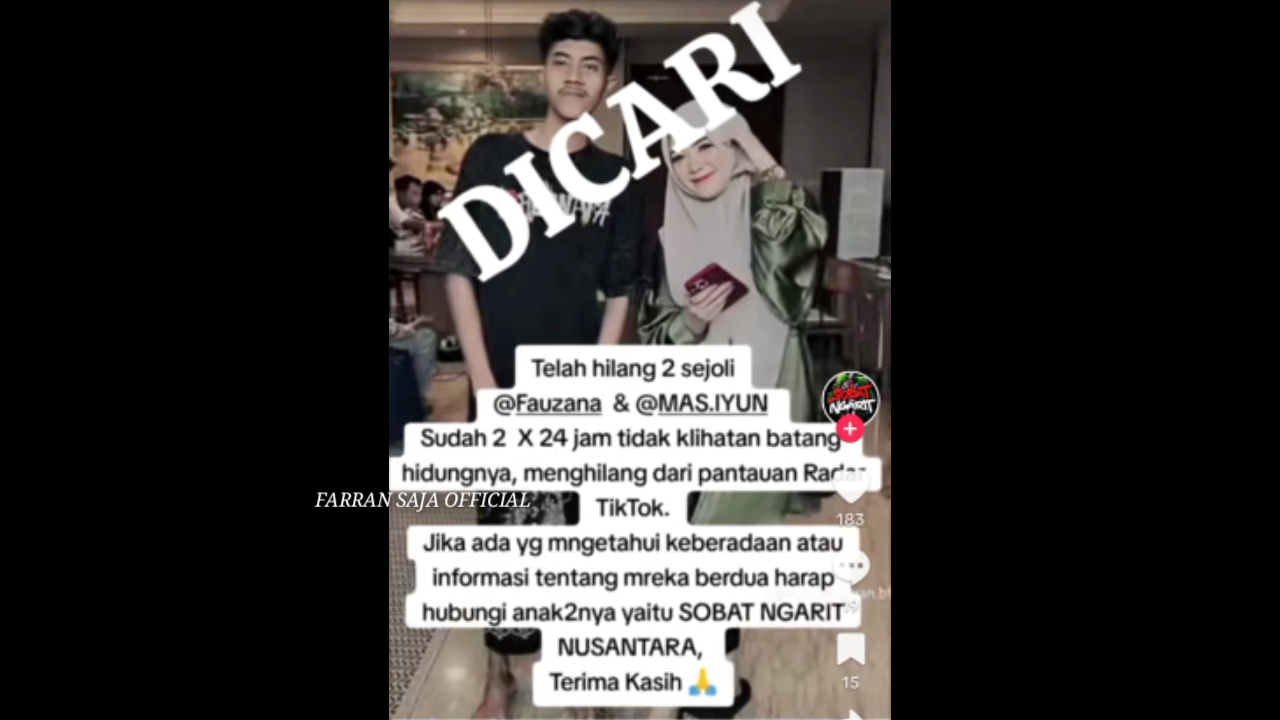 DICARI
Telah hilang 2 sejoli
@Fauzana & @MAS.IYUN
Sudah 2 X 24 jam tidak klihatan batang
hidungnya, menghilang dari pantauan Radar
TikTok.
Jika ada yg mngetahui keberadaan atau
informasi tentang mreka berdua harap
hubungi anak2nya yaitu SOBAT NGARIT
NUSANTARA,
Terima Kasih 🙏
FARRAN SAJA OFFICIAL
SOBAT
NGARIT
183
15